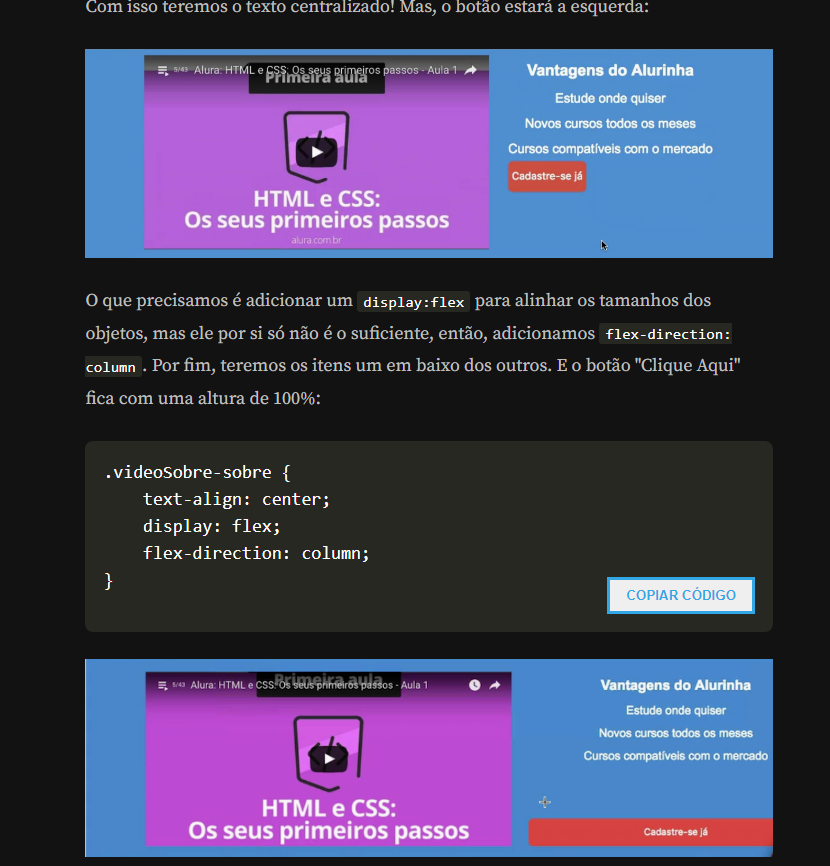 Com isso teremos o texto centralizado! Mas, o botão estará a esquerda:
5/43 Alura: HTML e CSS: Os seus primeiros passos - Aula 1
Primeira aula
HTML e CSS:
Os seus primeiros passos
alura.com.br
Vantagens do Alurinha
Estude onde quiser
Novos cursos todos os meses
Cursos compatíveis com o mercado
Cadastre-se já
O que precisamos é adicionar um display:flex para alinhar os tamanhos dos
objetos, mas ele por si só não é o suficiente, então, adicionamos flex-direction:
column . Por fim, teremos os itens um em baixo dos outros. E o botão "Clique Aqui"
fica com uma altura de 100%:
.videoSobre-sobre {
    text-align: center;
    display: flex;
    flex-direction: column;
}
COPIAR CÓDIGO
5/43 Alura: HTML e CSS: Os seus primeiros passos - Aula 1
Primeira aula
HTML e CSS:
Os seus primeiros passos
Vantagens do Alurinha
Estude onde quiser
Novos cursos todos os meses
Cursos compatíveis com o mercado
Cadastre-se já